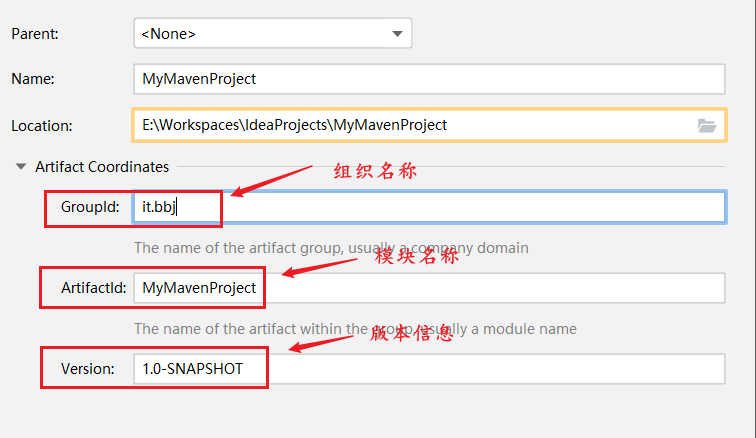 Parent: <None>
Name: MyMavenProject
Location: E:\Workspaces\IdeaProjects\MyMavenProject
Artifact Coordinates
组织名称
GroupId: it.bbj
The name of the artifact group, usually a company domain
模块名称
ArtifactId: MyMavenProject
The name of the artifact within the group, usually a module name
版本信息
Version: 1.0-SNAPSHOT